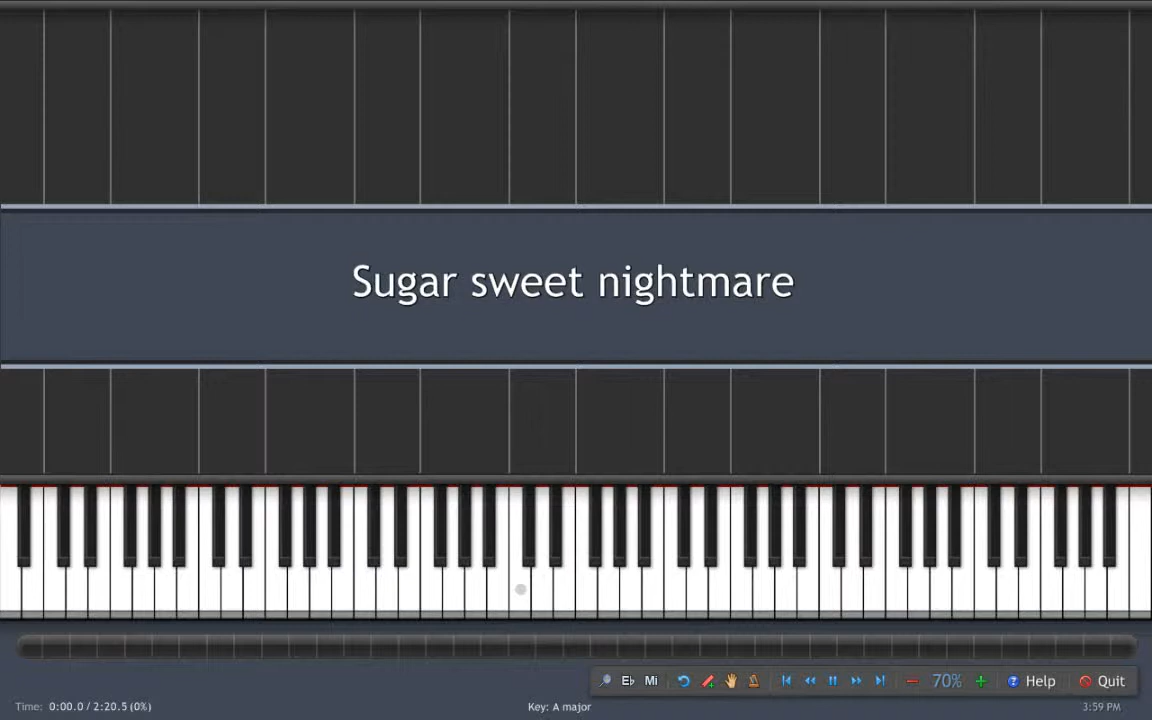 Sugar sweet nightmare
E♭ Mi 70% Help Quit
Time: 0:00.0 / 2:20.5 (0%) Key: A major 3:59 PM